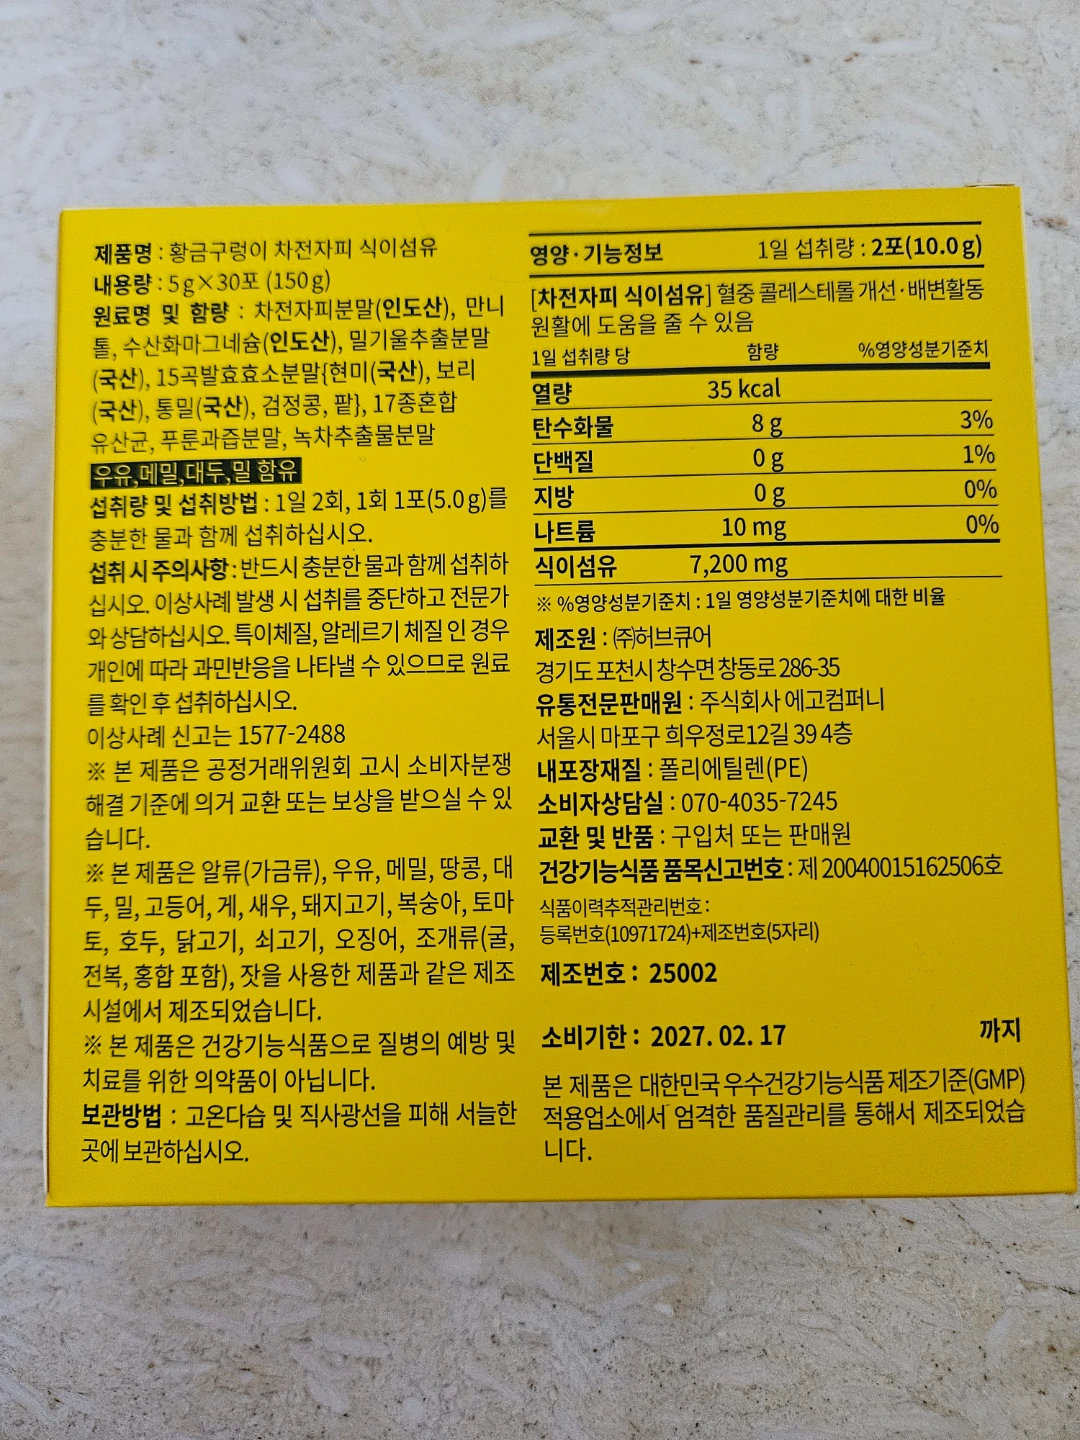 제품명 : 황금구렁이 차전자피 식이섬유
내용량 : 5g×30포 (150g)
원료명 및 함량 : 차전자피분말(인도산), 만니
톨, 수산화마그네슘(인도산), 밀기울추출분말
(국산), 15곡발효효소분말{현미(국산), 보리
(국산), 통밀(국산), 검정콩, 팥}, 17종혼합
유산균, 푸룬과즙분말, 녹차추출물분말
우유,메밀,대두,밀 함유
섭취량 및 섭취방법 : 1일 2회, 1회 1포(5.0g)를
충분한 물과 함께 섭취하십시오.
섭취 시 주의사항 : 반드시 충분한 물과 함께 섭취하
십시오. 이상사례 발생 시 섭취를 중단하고 전문가
와 상담하십시오. 특이체질, 알레르기 체질 인 경우
개인에 따라 과민반응을 나타낼 수 있으므로 원료
를 확인 후 섭취하십시오.
이상사례 신고는 1577-2488
※ 본 제품은 공정거래위원회 고시 소비자분쟁
해결 기준에 의거 교환 또는 보상을 받으실 수 있
습니다.
※ 본 제품은 알류(가금류), 우유, 메밀, 땅콩, 대
두, 밀, 고등어, 게, 새우, 돼지고기, 복숭아, 토마
토, 호두, 닭고기, 쇠고기, 오징어, 조개류(굴,
전복, 홍합 포함), 잣을 사용한 제품과 같은 제조
시설에서 제조되었습니다.
※ 본 제품은 건강기능식품으로 질병의 예방 및
치료를 위한 의약품이 아닙니다.
보관방법 : 고온다습 및 직사광선을 피해 서늘한
곳에 보관하십시오.
영양·기능정보 1일 섭취량 : 2포(10.0g)
[차전자피 식이섬유] 혈중 콜레스테롤 개선·배변활동
원활에 도움을 줄 수 있음
1일 섭취량 당 함량 %영양성분기준치
열량 35 kcal
탄수화물 8 g 3%
단백질 0 g 1%
지방 0 g 0%
나트륨 10 mg 0%
식이섬유 7,200 mg
※ %영양성분기준치 : 1일 영양성분기준치에 대한 비율
제조원 : ㈜허브큐어
경기도 포천시 창수면 창동로 286-35
유통전문판매원 : 주식회사 에고컴퍼니
서울시 마포구 희우정로12길 39 4층
내포장재질 : 폴리에틸렌(PE)
소비자상담실 : 070-4035-7245
교환 및 반품 : 구입처 또는 판매원
건강기능식품 품목신고번호 : 제 20040015162506호
식품이력추적관리번호 :
등록번호(10971724)+제조번호(5자리)
제조번호 : 25002
소비기한 : 2027. 02. 17 까지
본 제품은 대한민국 우수건강기능식품 제조기준(GMP)
적용업소에서 엄격한 품질관리를 통해서 제조되었습
니다.